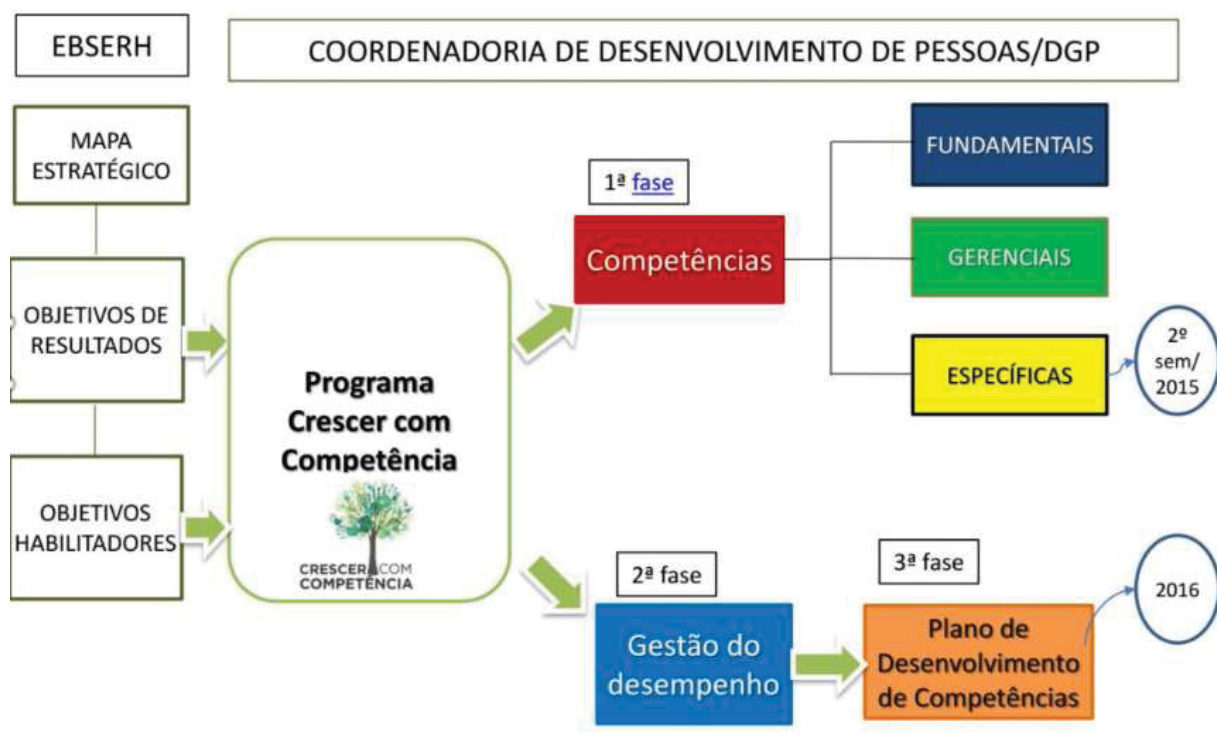 EBSERH
COORDENADORIA DE DESENVOLVIMENTO DE PESSOAS/DGP
MAPA
ESTRATÉGICO
OBJETIVOS DE
RESULTADOS
OBJETIVOS
HABILITADORES
Programa
Crescer com
Competência
CRESCER COM
COMPETÊNCIA
1ª fase
Competências
FUNDAMENTAIS
GERENCIAIS
ESPECÍFICAS
2º
sem/
2015
2ª fase
Gestão do
desempenho
3ª fase
Plano de
Desenvolvimento
de Competências
2016